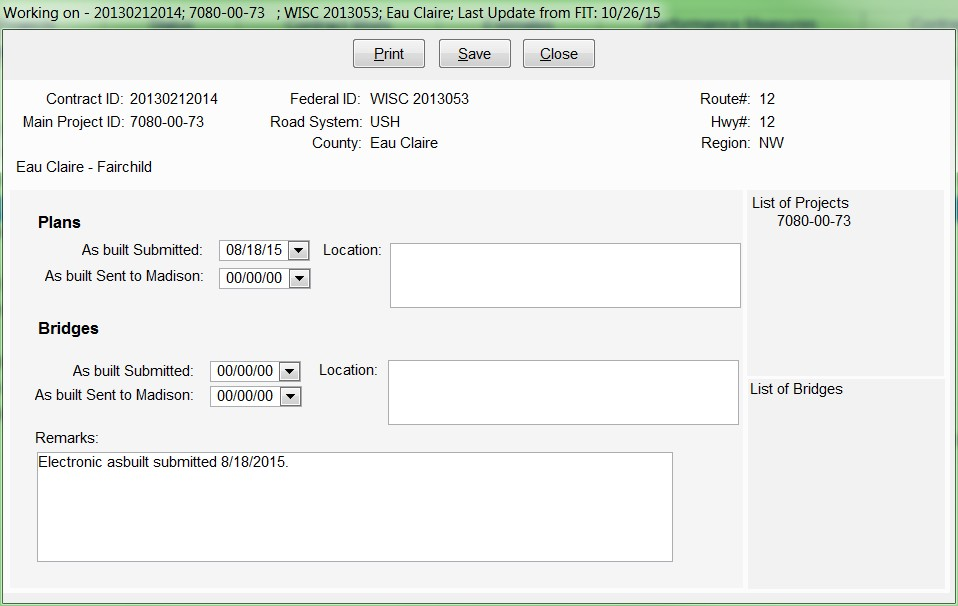 Working on - 20130212014; 7080-00-73 ; WISC 2013053; Eau Claire; Last Update from FIT: 10/26/15
Print Save Close
Contract ID: 20130212014 Federal ID: WISC 2013053 Route#: 12
Main Project ID: 7080-00-73 Road System: USH Hwy#: 12
County: Eau Claire Region: NW
Eau Claire - Fairchild
List of Projects
7080-00-73
Plans
As built Submitted: 08/18/15 Location:
As built Sent to Madison: 00/00/00
Bridges
As built Submitted: 00/00/00 Location:
As built Sent to Madison: 00/00/00
List of Bridges
Remarks:
Electronic asbuilt submitted 8/18/2015.